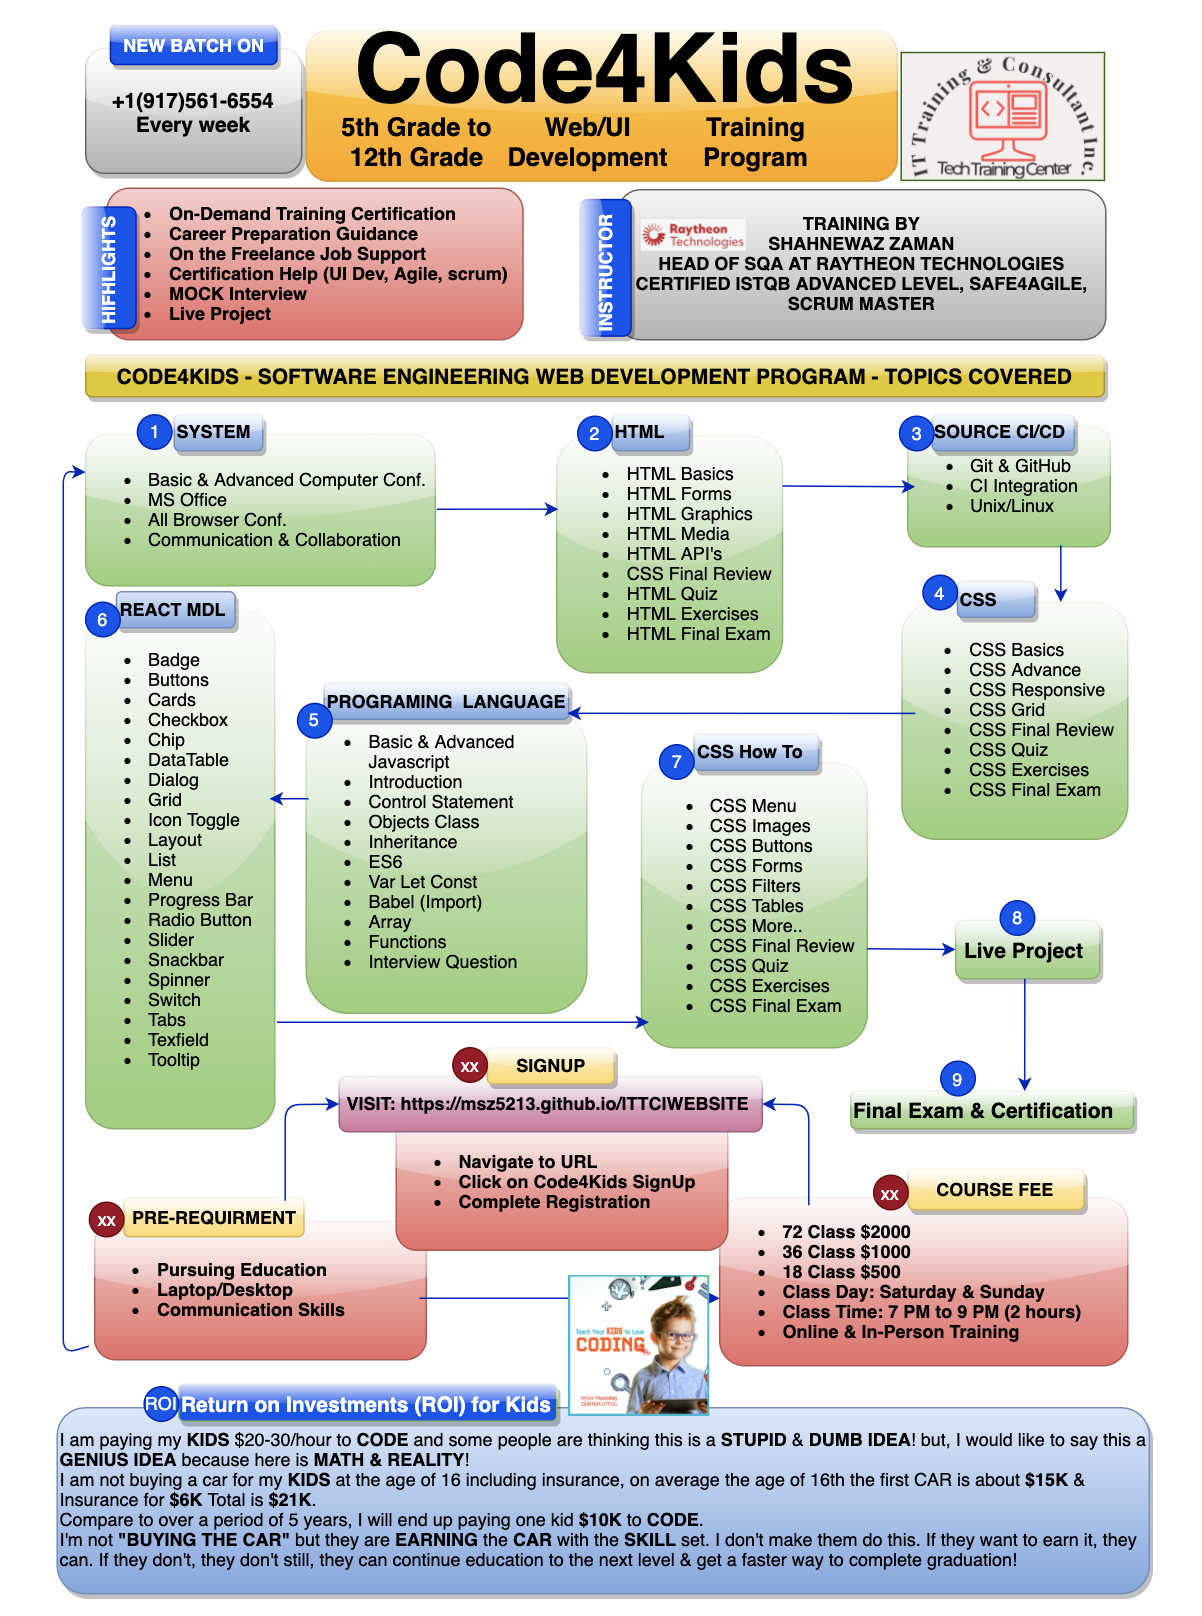 NEW BATCH ON
+1(917)561-6554
Every week
Code4Kids
5th Grade to
12th Grade
Web/UI
Development
Training
Program
IT Training & Consultant Inc.
Tech Training Center
HIFHLIGHTS
• On-Demand Training Certification
• Career Preparation Guidance
• On the Freelance Job Support
• Certification Help (UI Dev, Agile, scrum)
• MOCK Interview
• Live Project
INSTRUCTOR
Raytheon
Technologies
TRAINING BY
SHAHNEWAZ ZAMAN
HEAD OF SQA AT RAYTHEON TECHNOLOGIES
CERTIFIED ISTQB ADVANCED LEVEL, SAFE4AGILE,
SCRUM MASTER
CODE4KIDS - SOFTWARE ENGINEERING WEB DEVELOPMENT PROGRAM - TOPICS COVERED
1 SYSTEM
• Basic & Advanced Computer Conf.
• MS Office
• All Browser Conf.
• Communication & Collaboration
2 HTML
• HTML Basics
• HTML Forms
• HTML Graphics
• HTML Media
• HTML API's
• CSS Final Review
• HTML Quiz
• HTML Exercises
• HTML Final Exam
3 SOURCE CI/CD
• Git & GitHub
• CI Integration
• Unix/Linux
4 CSS
• CSS Basics
• CSS Advance
• CSS Responsive
• CSS Grid
• CSS Final Review
• CSS Quiz
• CSS Exercises
• CSS Final Exam
5 PROGRAMING LANGUAGE
• Basic & Advanced
Javascript
• Introduction
• Control Statement
• Objects Class
• Inheritance
• ES6
• Var Let Const
• Babel (Import)
• Array
• Functions
• Interview Question
6 REACT MDL
• Badge
• Buttons
• Cards
• Checkbox
• Chip
• DataTable
• Dialog
• Grid
• Icon Toggle
• Layout
• List
• Menu
• Progress Bar
• Radio Button
• Slider
• Snackbar
• Spinner
• Switch
• Tabs
• Texfield
• Tooltip
7 CSS How To
• CSS Menu
• CSS Images
• CSS Buttons
• CSS Forms
• CSS Filters
• CSS Tables
• CSS More..
• CSS Final Review
• CSS Quiz
• CSS Exercises
• CSS Final Exam
8
Live Project
9
Final Exam & Certification
xx SIGNUP
VISIT: https://msz5213.github.io/ITTCIWEBSITE
• Navigate to URL
• Click on Code4Kids SignUp
• Complete Registration
xx PRE-REQUIRMENT
• Pursuing Education
• Laptop/Desktop
• Communication Skills
xx COURSE FEE
• 72 Class $2000
• 36 Class $1000
• 18 Class $500
• Class Day: Saturday & Sunday
• Class Time: 7 PM to 9 PM (2 hours)
• Online & In-Person Training
Teach Your KIDS to Love
CODING
TECH TRAINING
CENTER (ITTCI)
ROI Return on Investments (ROI) for Kids
I am paying my KIDS $20-30/hour to CODE and some people are thinking this is a STUPID & DUMB IDEA! but, I would like to say this a
GENIUS IDEA because here is MATH & REALITY!
I am not buying a car for my KIDS at the age of 16 including insurance, on average the age of 16th the first CAR is about $15K &
Insurance for $6K Total is $21K.
Compare to over a period of 5 years, I will end up paying one kid $10K to CODE.
I'm not "BUYING THE CAR" but they are EARNING the CAR with the SKILL set. I don't make them do this. If they want to earn it, they
can. If they don't, they don't still, they can continue education to the next level & get a faster way to complete graduation!